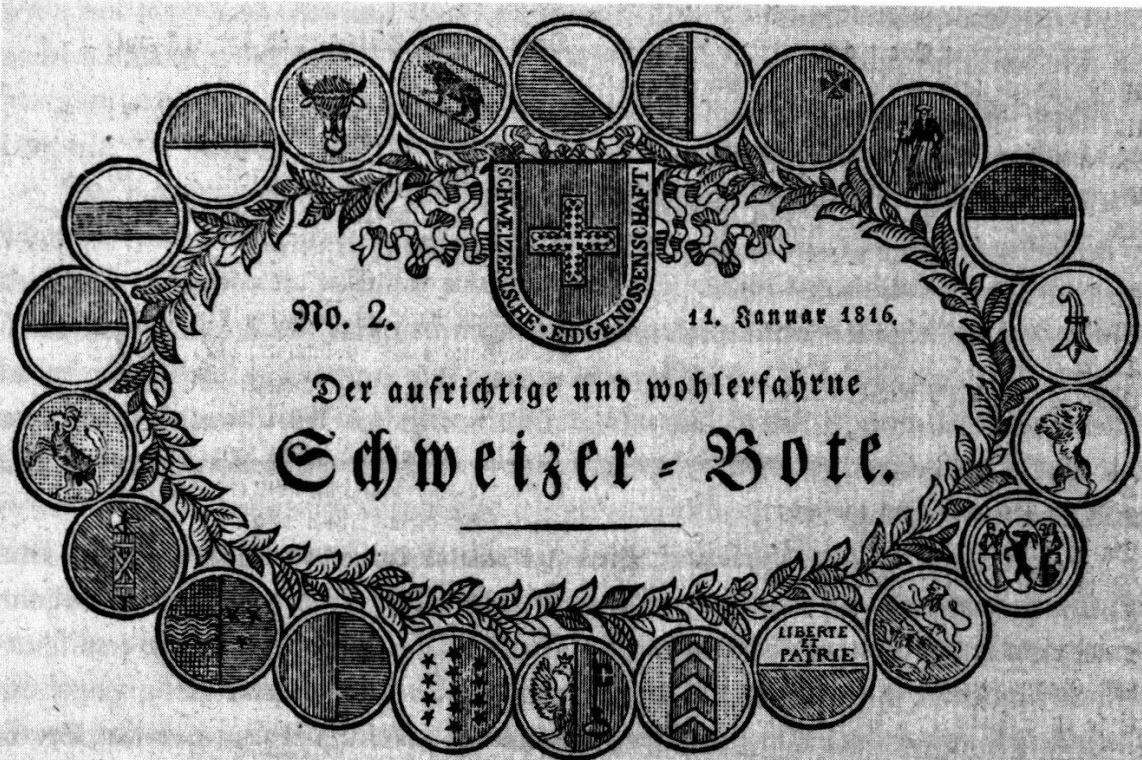 SCHWEIZERISCHE · EIDGENOSSENSCHAFT
No. 2.
11. Januar 1816.
Der aufrichtige und wohlerfahrne
Schweizer-Bote.
LIBERTE
ET
PATRIE